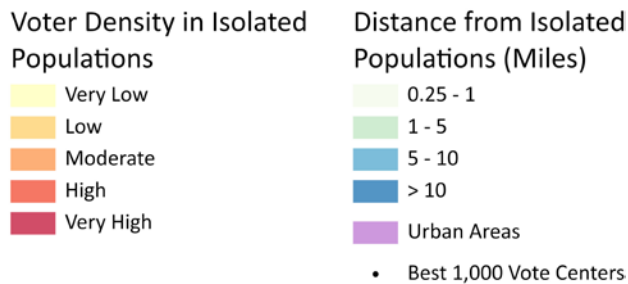 Voter Density in Isolated
Populations
Very Low
Low
Moderate
High
Very High
Distance from Isolated
Populations (Miles)
0.25 - 1
1 - 5
5 - 10
> 10
Urban Areas
Best 1,000 Vote Centers